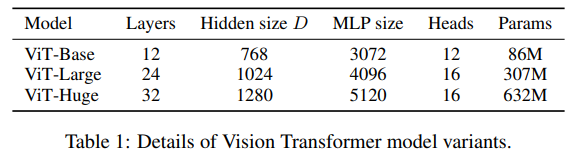 Model Layers Hidden size D MLP size Heads Params
ViT-Base 12 768 3072 12 86M
ViT-Large 24 1024 4096 16 307M
ViT-Huge 32 1280 5120 16 632M
Table 1: Details of Vision Transformer model variants.